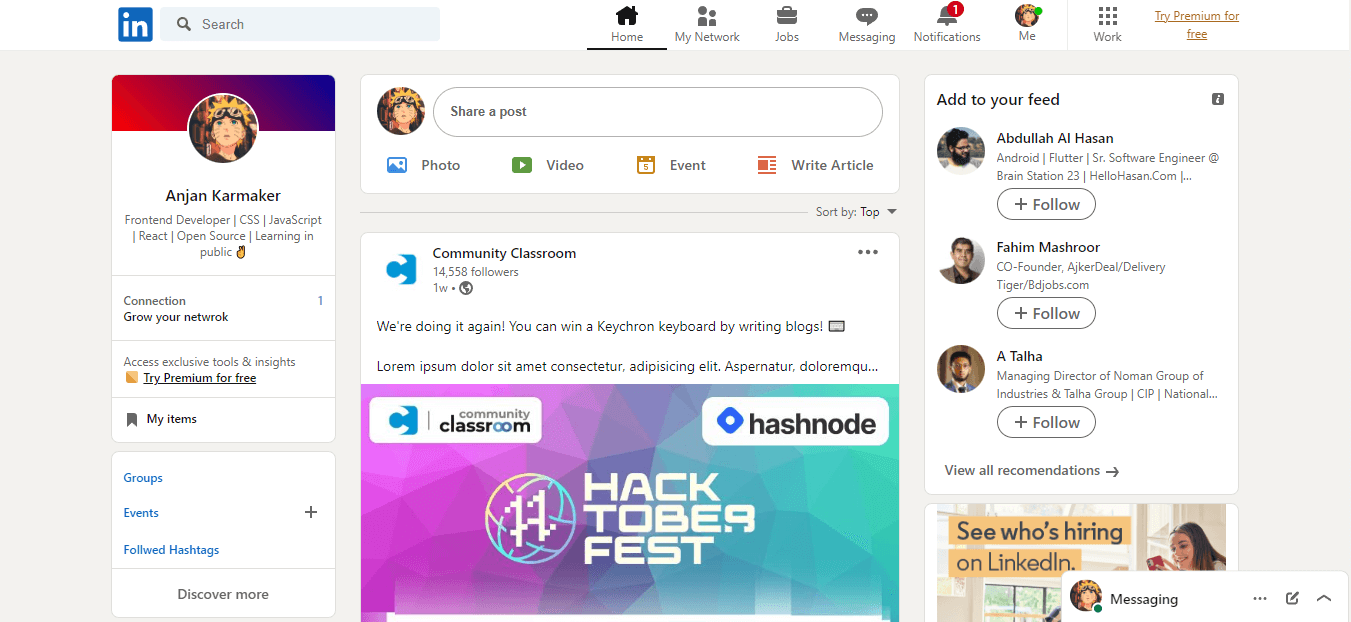 in
Search
Home
My Network
Jobs
Messaging
1
Notifications
Me
Work
Try Premium for
free
Anjan Karmaker
Frontend Developer | CSS | JavaScript
| React | Open Source | Learning in
public ✌
Connection 1
Grow your netwrok
Access exclusive tools & insights
Try Premium for free
My items
Groups
Events +
Follwed Hashtags
Discover more
Share a post
Photo
Video
5 Event
Write Article
Sort by: Top
Community Classroom
14,558 followers
1w •
We're doing it again! You can win a Keychron keyboard by writing blogs! ⌨
Lorem ipsum dolor sit amet consectetur, adipisicing elit. Aspernatur, doloremqu...
community
classroom
hashnode
HACK
TOBER
FEST
Add to your feed
Abdullah Al Hasan
Android | Flutter | Sr. Software Engineer @
Brain Station 23 | HelloHasan.Com |...
+ Follow
Fahim Mashroor
CO-Founder, AjkerDeal/Delivery
Tiger/Bdjobs.com
+ Follow
A Talha
Managing Director of Noman Group of
Industries & Talha Group | CIP | National...
+ Follow
View all recomendations →
See who's hiring
on LinkedIn.
Messaging